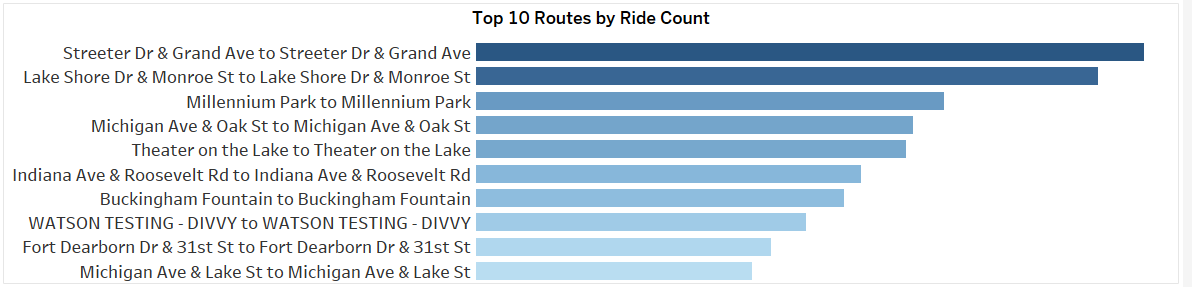 Top 10 Routes by Ride Count
Streeter Dr & Grand Ave to Streeter Dr & Grand Ave
Lake Shore Dr & Monroe St to Lake Shore Dr & Monroe St
Millennium Park to Millennium Park
Michigan Ave & Oak St to Michigan Ave & Oak St
Theater on the Lake to Theater on the Lake
Indiana Ave & Roosevelt Rd to Indiana Ave & Roosevelt Rd
Buckingham Fountain to Buckingham Fountain
WATSON TESTING - DIVVY to WATSON TESTING - DIVVY
Fort Dearborn Dr & 31st St to Fort Dearborn Dr & 31st St
Michigan Ave & Lake St to Michigan Ave & Lake St